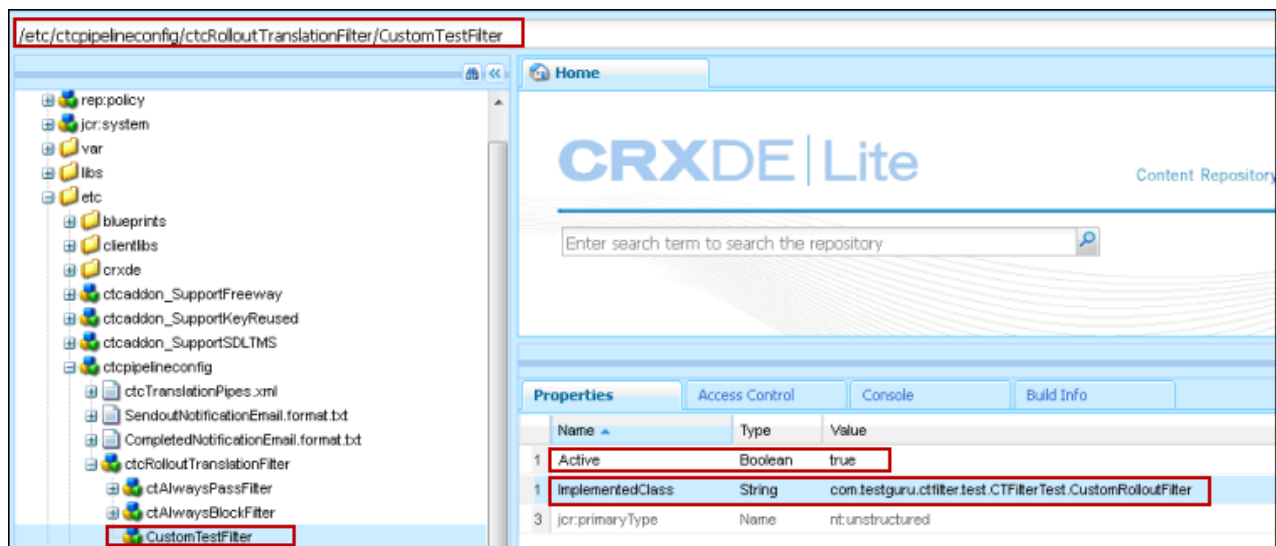 /etc/ctcpipelineconfig/ctcRolloutTranslationFilter/CustomTestFilter
rep:policy
jcr:system
var
libs
etc
blueprints
clientlibs
crxde
ctcaddon_SupportFreeway
ctcaddon_SupportKeyReused
ctcaddon_SupportSDLTMS
ctcpipelineconfig
ctcTranslationPipes.xml
SendoutNotificationEmail.format.txt
CompletedNotificationEmail.format.txt
ctcRolloutTranslationFilter
ctAlwaysPassFilter
ctAlwaysBlockFilter
CustomTestFilter
Home
CRXDE Lite
Content Repository
Enter search term to search the repository
Properties Access Control Console Build Info
Name Type Value
1 Active Boolean true
1 ImplementedClass String com.testguru.ctfilter.test.CTFilterTest.CustomRolloutFilter
3 jcr:primaryType Name nt:unstructured